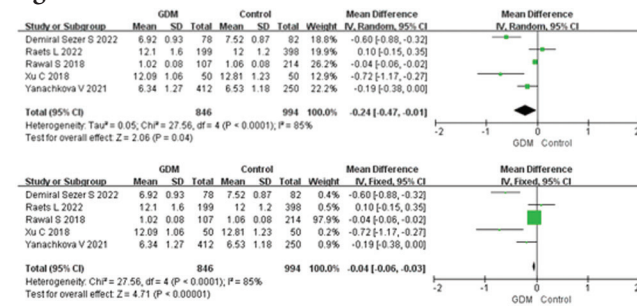 GDM Control Mean Difference Mean Difference
Study or Subgroup Mean SD Total Mean SD Total Weight IV, Random, 95% CI IV, Random, 95% CI
Demiral Sezer S 2022 6.92 0.93 78 7.52 0.87 82 18.8% -0.60 [-0.88, -0.32]
Raets L 2022 12.1 1.6 199 12 1.2 398 0.10 [-0.15, 0.35]
Rawal S 2018 1.02 0.08 107 1.06 0.08 214 -0.04 [-0.06, -0.02]
Xu C 2018 12.09 1.06 50 12.81 1.23 50 -0.72 [-1.17, -0.27]
Yanachkova V 2021 6.34 1.27 412 6.53 1.18 250 22.2% -0.19 [-0.38, 0.00]
Total (95% CI) 846 994 100.0% -0.24 [-0.47, -0.01]
Heterogeneity: Tau² = 0.05; Chi² = 27.56, df = 4 (P < 0.0001); I² = 85%
Test for overall effect: Z = 2.06 (P = 0.04)
-2 -1 0 1 2
GDM Control
GDM Control Mean Difference Mean Difference
Study or Subgroup Mean SD Total Mean SD Total Weight IV, Fixed, 95% CI IV, Fixed, 95% CI
Demiral Sezer S 2022 6.92 0.93 78 7.52 0.87 82 0.4% -0.60 [-0.88, -0.32]
Raets L 2022 12.1 1.6 199 12 1.2 398 0.5% 0.10 [-0.15, 0.35]
Rawal S 2018 1.02 0.08 107 1.06 0.08 214 97.9% -0.04 [-0.06, -0.02]
Xu C 2018 12.09 1.06 50 12.81 1.23 50 -0.72 [-1.17, -0.27]
Yanachkova V 2021 6.34 1.27 412 6.53 1.18 250 -0.19 [-0.38, 0.00]
Total (95% CI) 846 994 100.0% -0.04 [-0.06, -0.03]
Heterogeneity: Chi² = 27.56, df = 4 (P < 0.0001); I² = 85%
Test for overall effect: Z = 4.71 (P < 0.00001)
-2 -1 0 1 2
GDM Control